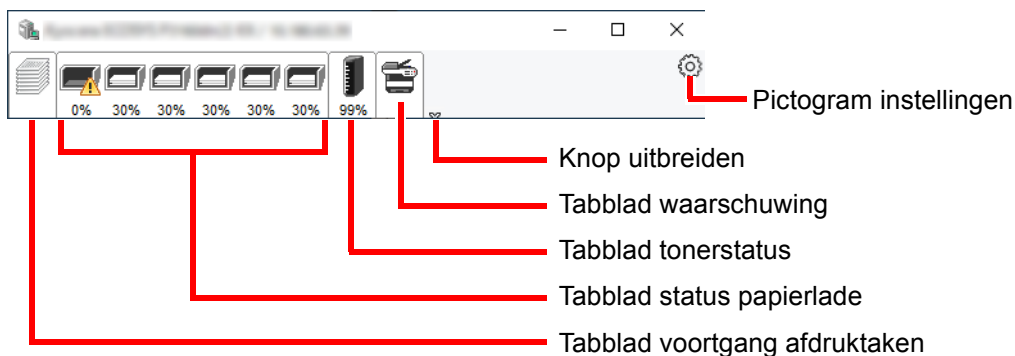 0% 30% 30% 30% 30% 30% 99%
Pictogram instellingen
Knop uitbreiden
Tabblad waarschuwing
Tabblad tonerstatus
Tabblad status papierlade
Tabblad voortgang afdruktaken